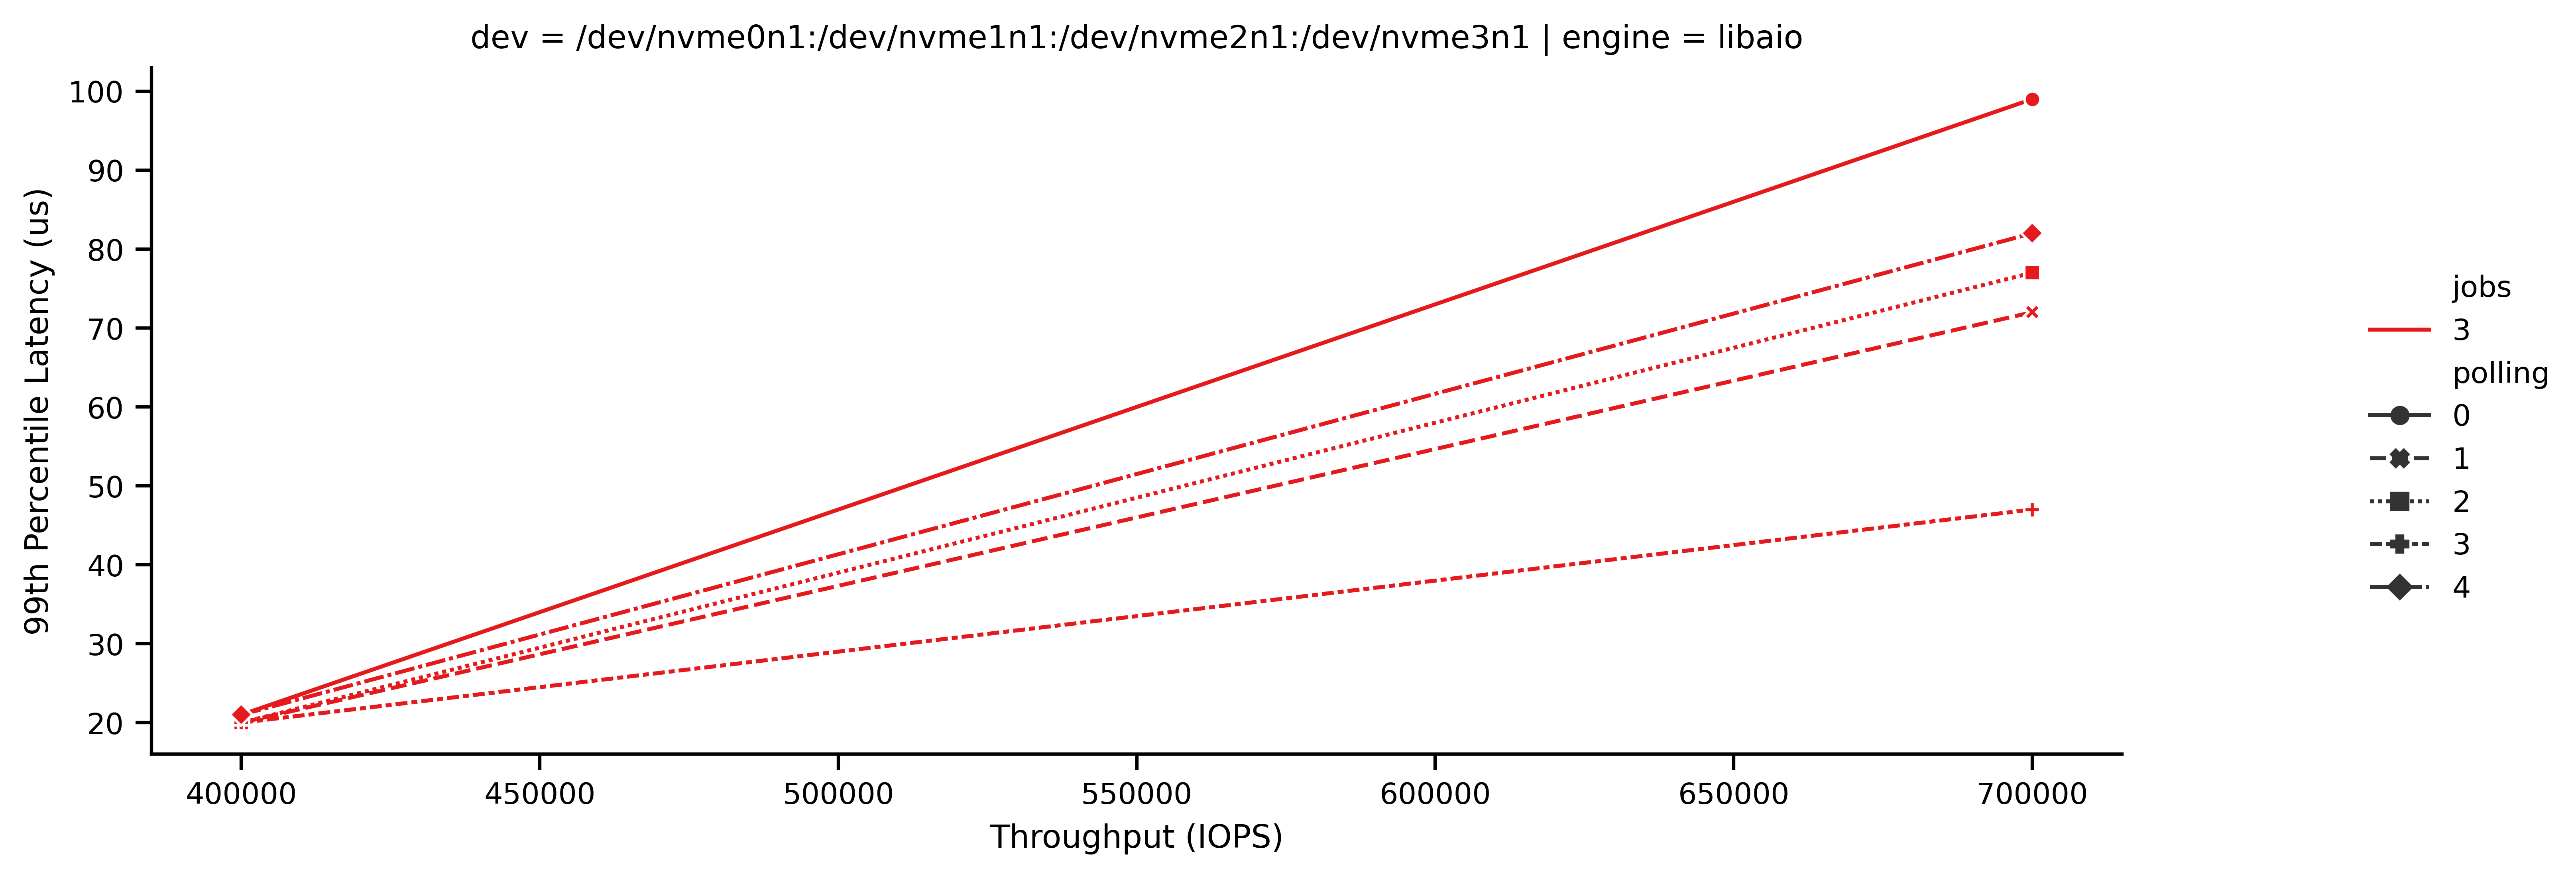 dev = /dev/nvme0n1:/dev/nvme1n1:/dev/nvme2n1:/dev/nvme3n1 | engine = libaio
99th Percentile Latency (us)
100
90
80
70
60
50
40
30
20
400000 450000 500000 550000 600000 650000 700000
Throughput (IOPS)
jobs
3
polling
0
1
2
3
4